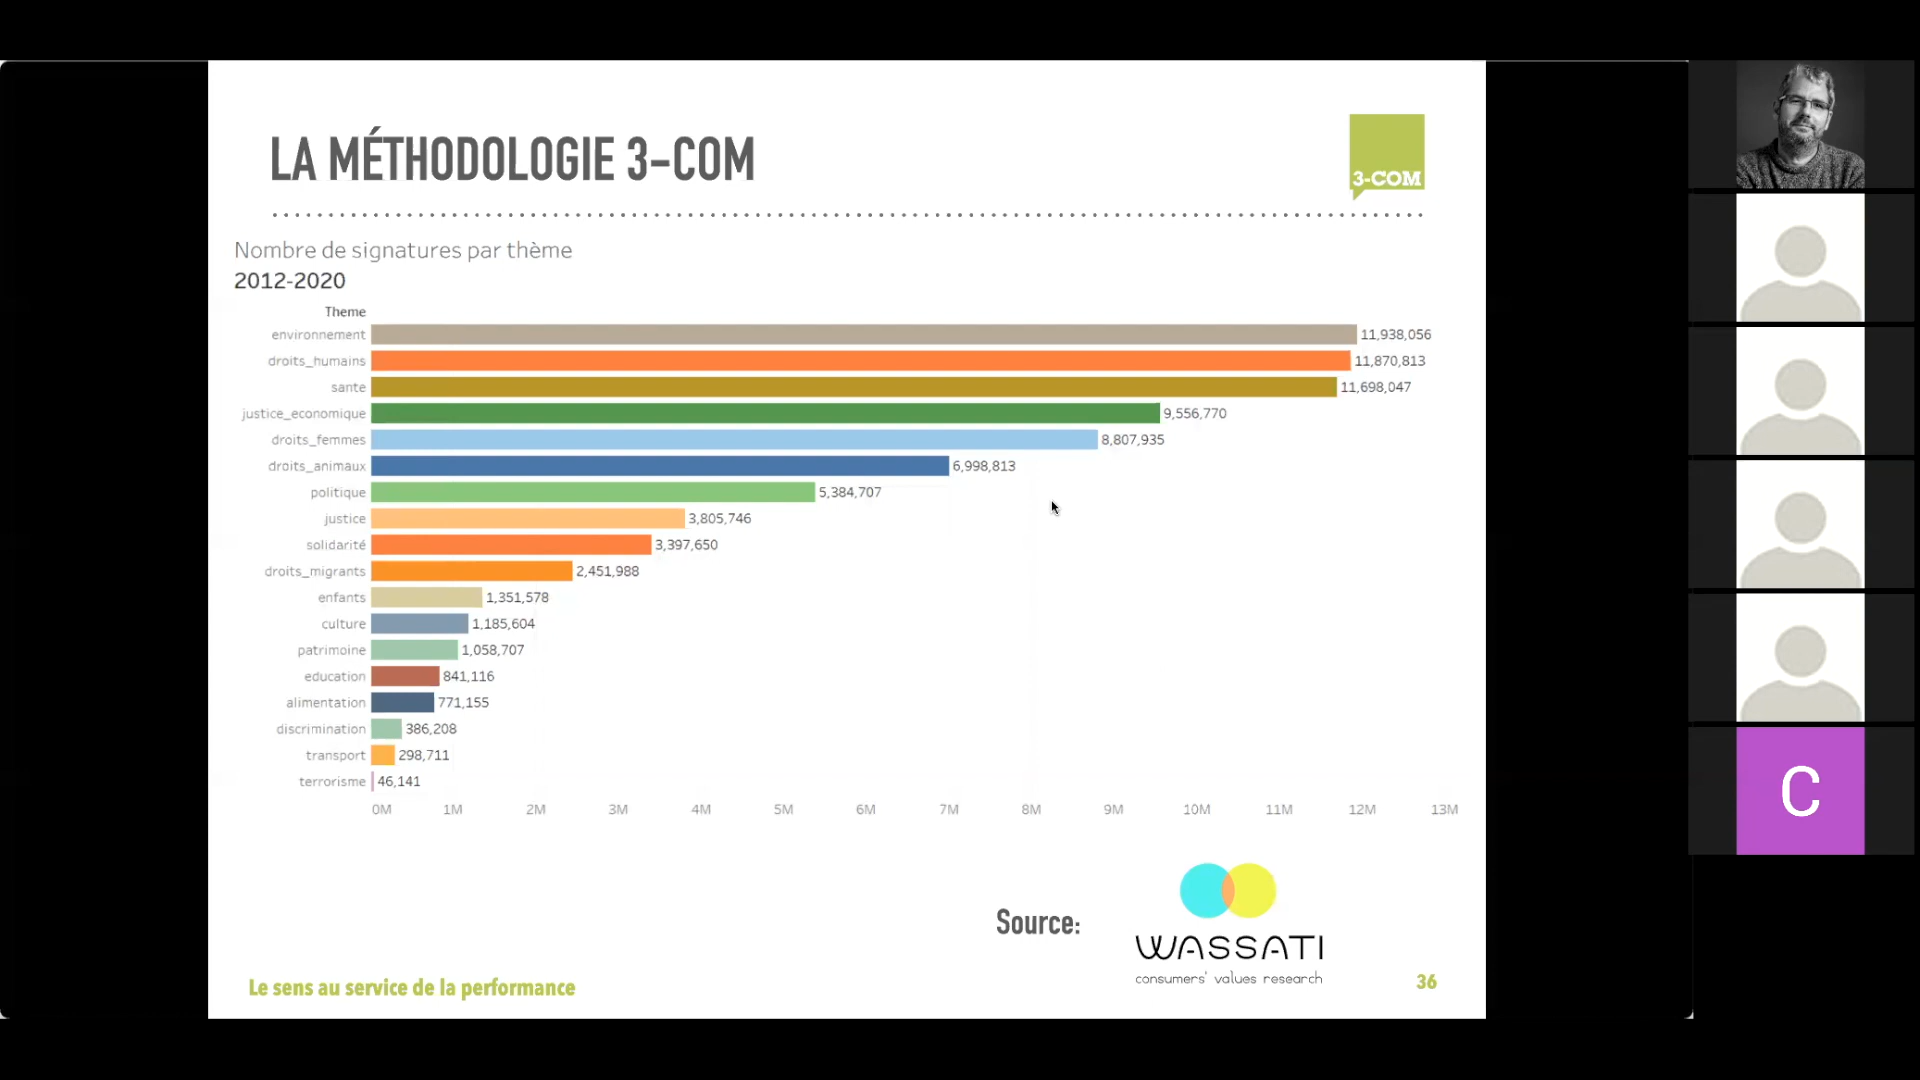 LA MÉTHODOLOGIE 3-COM
3-COM
Nombre de signatures par thème
2012-2020
Theme
environnement 11,938,056
droits_humains 11,870,813
sante 11,698,047
justice_economique 9,556,770
droits_femmes 8,807,935
droits_animaux 6,998,813
politique 5,384,707
justice 3,805,746
solidarité 3,397,650
droits_migrants 2,451,988
enfants 1,351,578
culture 1,185,604
patrimoine 1,058,707
education 841,116
alimentation 771,155
discrimination 386,208
transport 298,711
terrorisme 46,141
0M 1M 2M 3M 4M 5M 6M 7M 8M 9M 10M 11M 12M 13M
Source:
WASSATI
consumers' values research
Le sens au service de la performance
36
C